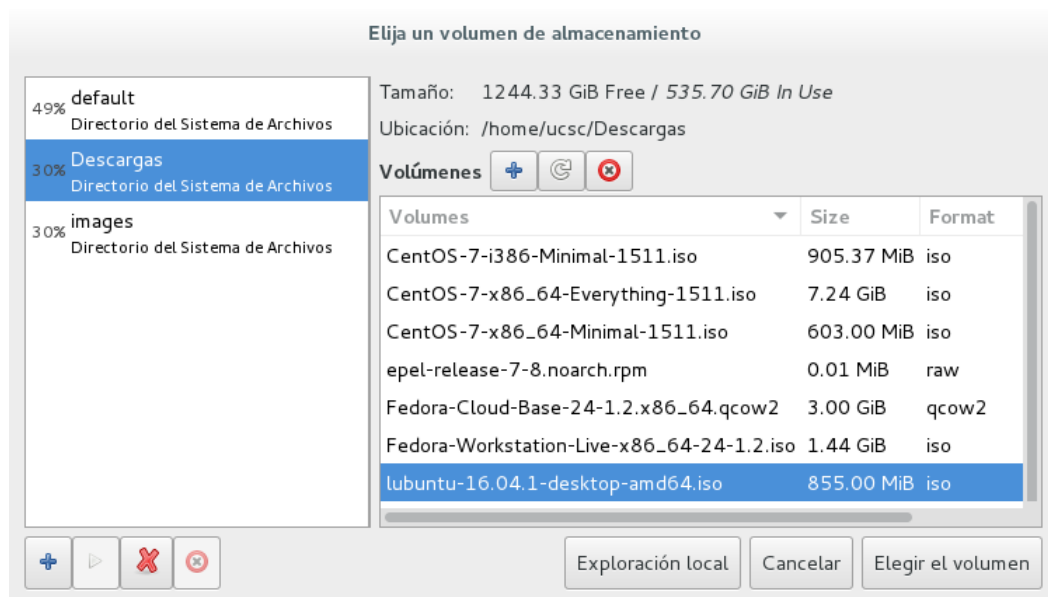 Elija un volumen de almacenamiento
49% default
Directorio del Sistema de Archivos
30% Descargas
Directorio del Sistema de Archivos
30% images
Directorio del Sistema de Archivos
Tamaño: 1244.33 GiB Free / 535.70 GiB In Use
Ubicación: /home/ucsc/Descargas
Volúmenes
Volumes Size Format
CentOS-7-i386-Minimal-1511.iso 905.37 MiB iso
CentOS-7-x86_64-Everything-1511.iso 7.24 GiB iso
CentOS-7-x86_64-Minimal-1511.iso 603.00 MiB iso
epel-release-7-8.noarch.rpm 0.01 MiB raw
Fedora-Cloud-Base-24-1.2.x86_64.qcow2 3.00 GiB qcow2
Fedora-Workstation-Live-x86_64-24-1.2.iso 1.44 GiB iso
lubuntu-16.04.1-desktop-amd64.iso 855.00 MiB iso
Exploración local Cancelar Elegir el volumen